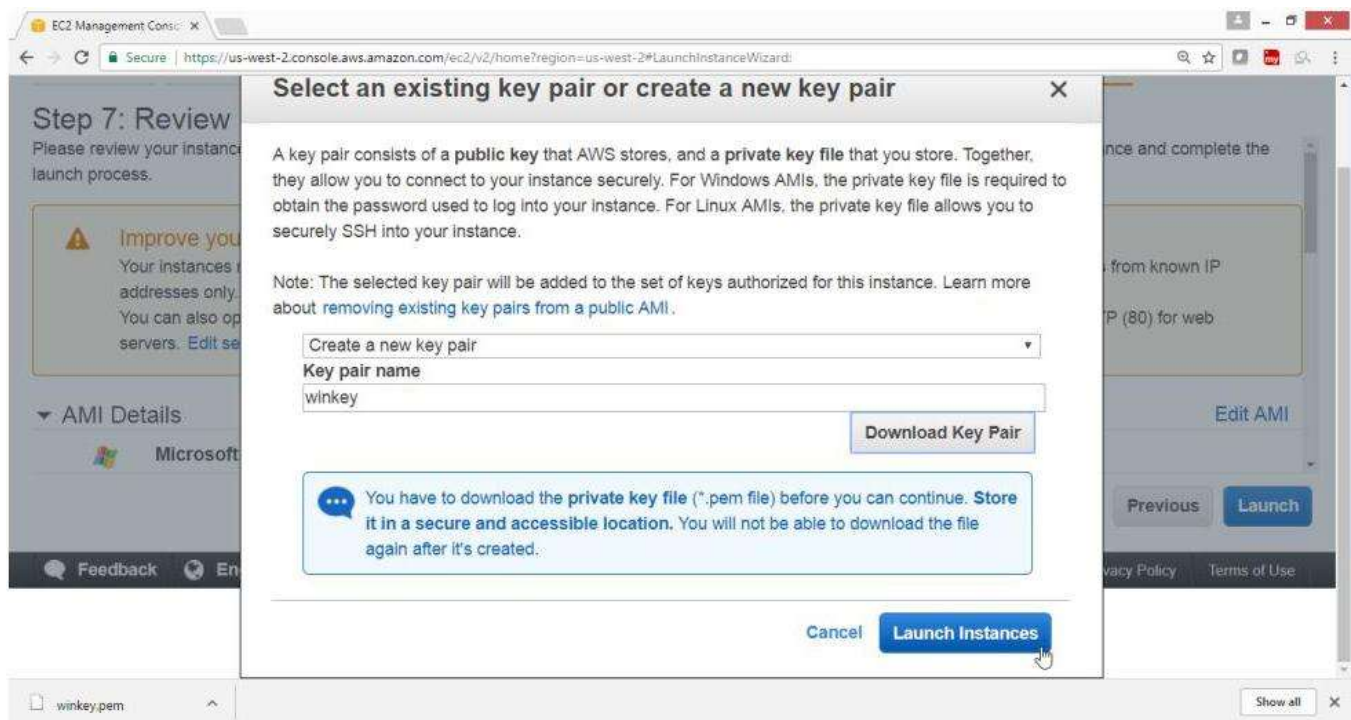 EC2 Management Consc
Secure | https://us-west-2.console.aws.amazon.com/ec2/v2/home?region=us-west-2#LaunchInstanceWizard:
Select an existing key pair or create a new key pair
Step 7: Review
Please review your instanc
nce and complete the
launch process.
A key pair consists of a public key that AWS stores, and a private key file that you store. Together,
they allow you to connect to your instance securely. For Windows AMIs, the private key file is required to
obtain the password used to log into your instance. For Linux AMIs, the private key file allows you to
securely SSH into your instance.
Improve you
Your instances
from known IP
addresses only.
You can also op
P (80) for web
servers. Edit se
Note: The selected key pair will be added to the set of keys authorized for this instance. Learn more
about removing existing key pairs from a public AMI.
Create a new key pair
Key pair name
winkey
Download Key Pair
AMI Details
Edit AMI
Microsoft
You have to download the private key file (*.pem file) before you can continue. Store
it in a secure and accessible location. You will not be able to download the file
again after it's created.
Previous
Launch
Feedback
En
vacy Policy
Terms of Use
Cancel
Launch Instances
winkey.pem
Show all